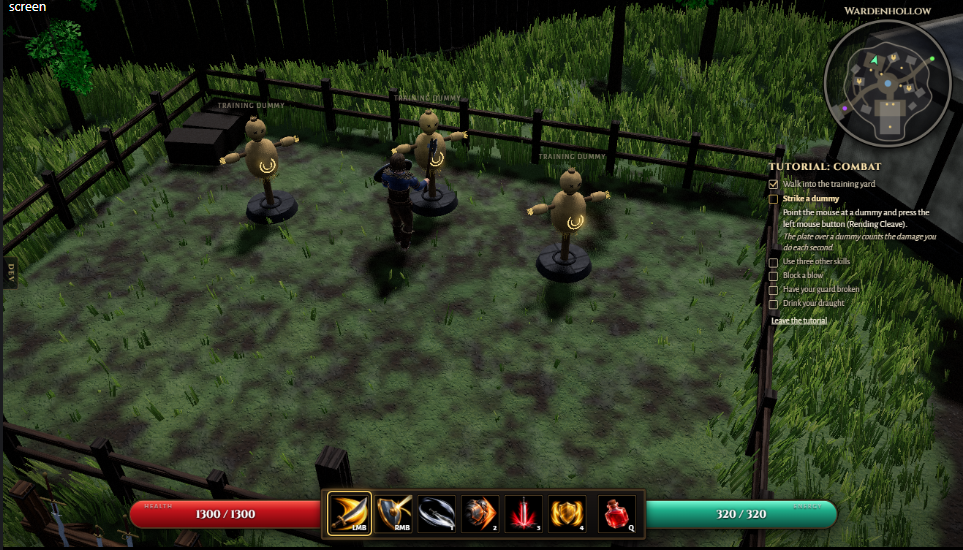 screen
WARDENHOLLOW
TRAINING DUMMY
TRAINING DUMMY
TRAINING DUMMY
TUTORIAL: COMBAT
Walk into the training yard
Strike a dummy
Point the mouse at a dummy and press the
left mouse button (Rending Cleave).
The plate over a dummy counts the damage you
do each second.
Use three other skills
Block a blow
Have your guard broken
Drink your draught
Leave the tutorial
DEV
HEALTH
1300 / 1300
LMB
RMB
1
2
3
4
Q
320 / 320
ENERGY